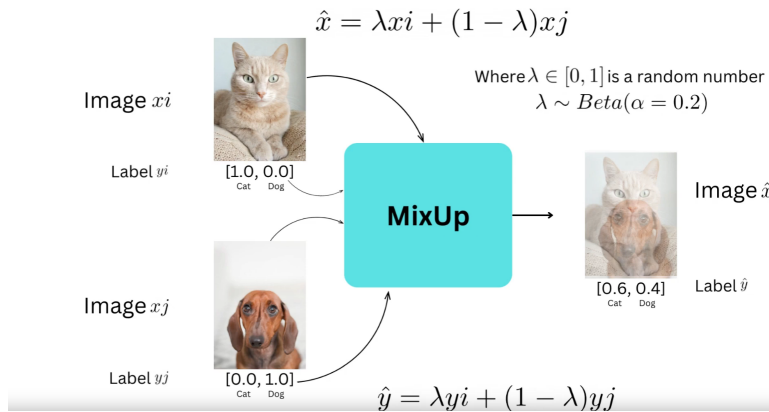 x̂ = λxi + (1 − λ)xj
Where λ ∈ [0, 1] is a random number
λ ∼ Beta(α = 0.2)
Image xi
Label yi
[1.0, 0.0]
Cat Dog
MixUp
Image x̂
[0.6, 0.4]
Cat Dog
Label ŷ
Image xj
Label yj
[0.0, 1.0]
Cat Dog
ŷ = λyi + (1 − λ)yj